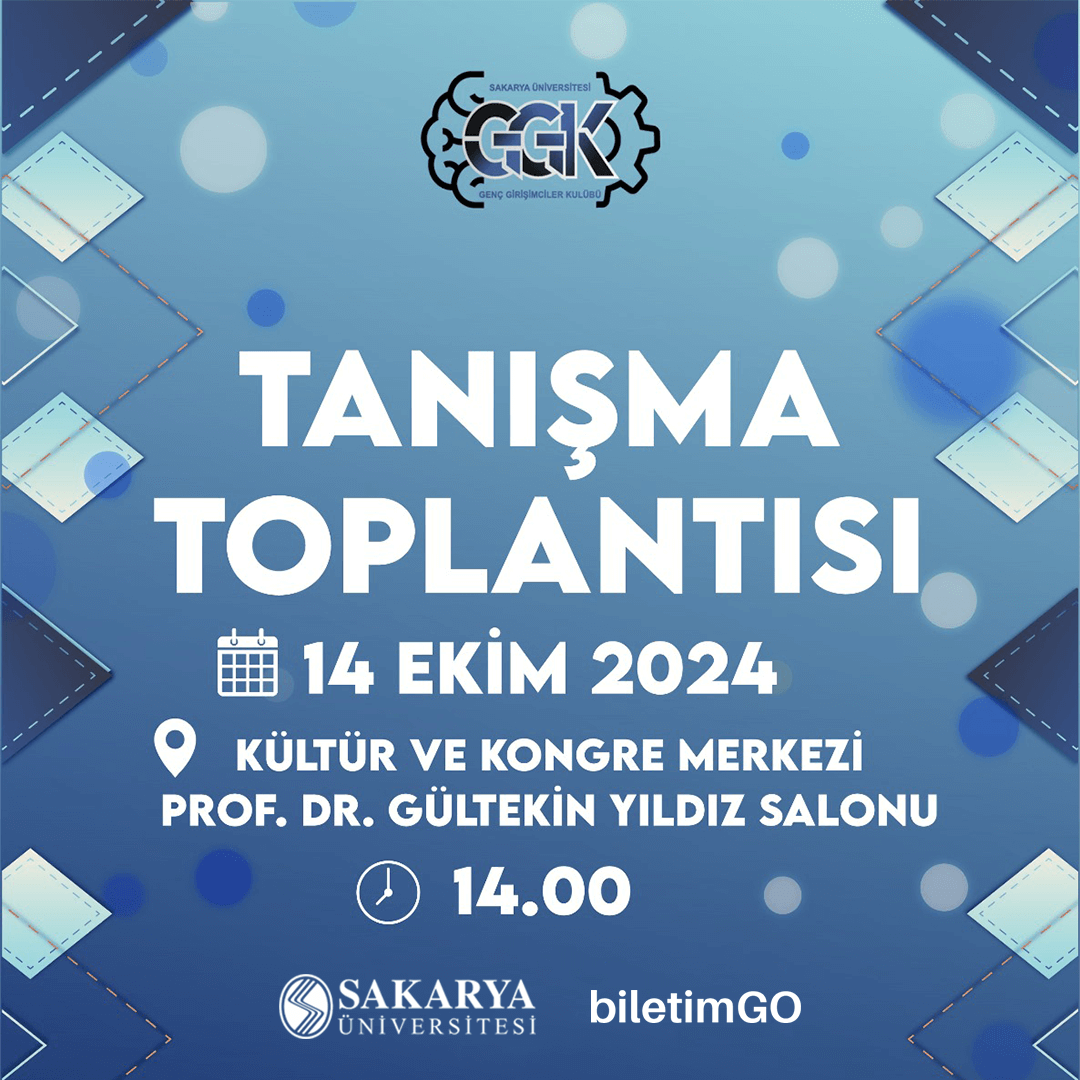 SAKARYA ÜNİVERSİTESİ
GGK
GENÇ GİRİŞİMCİLER KULÜBÜ
TANIŞMA
TOPLANTISI
14 EKİM 2024
KÜLTÜR VE KONGRE MERKEZİ
PROF. DR. GÜLTEKİN YILDIZ SALONU
14.00
SAKARYA
ÜNİVERSİTESİ
biletimGO